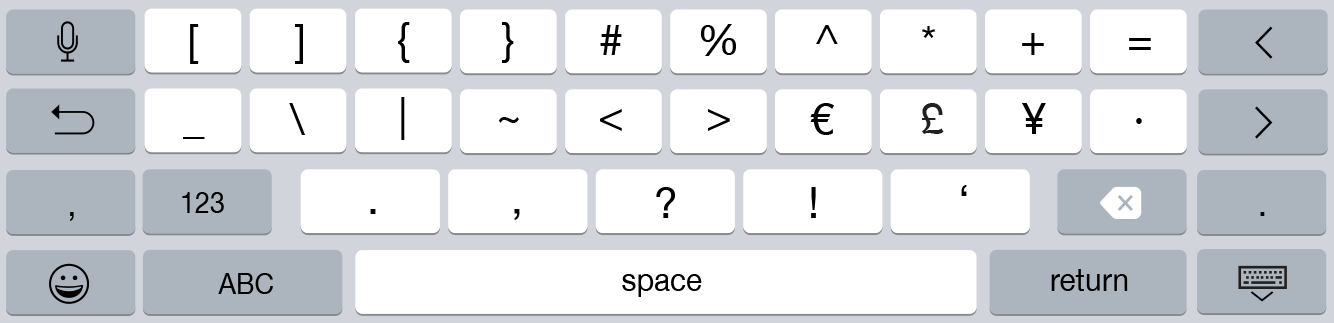 [ ] { } # % ^ * + = <
_ \ | ~ < > € £ ¥ · >
, 123 . , ? ! ‘ .
ABC space return